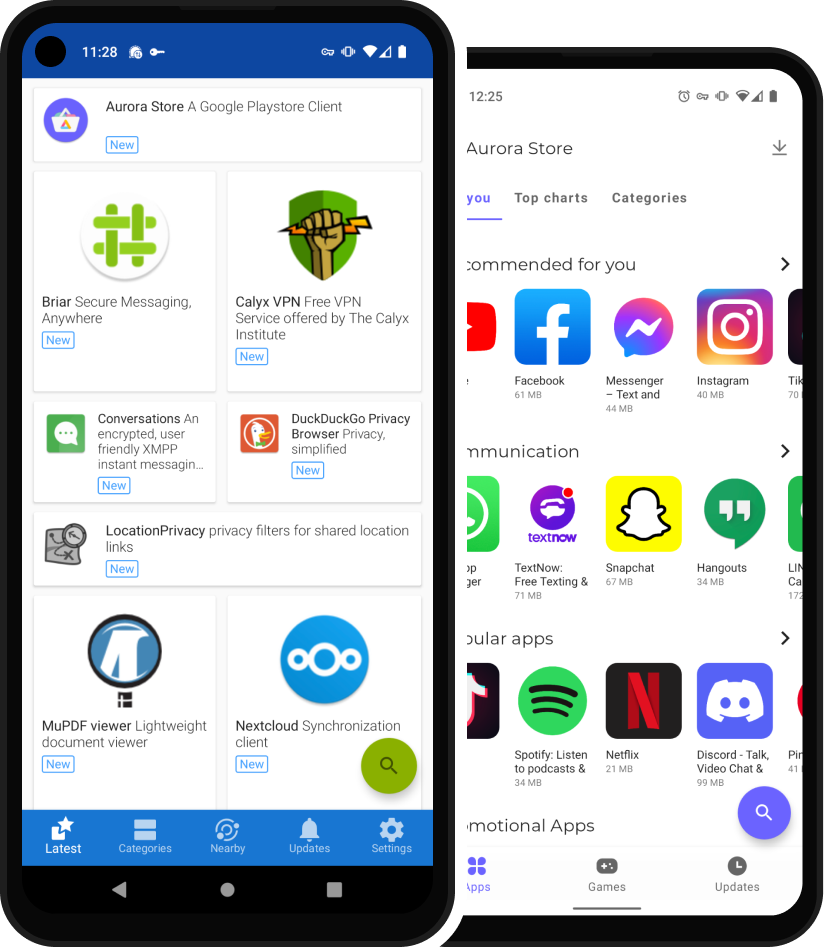 11:28
Aurora Store A Google Playstore Client
New
Briar Secure Messaging,
Anywhere
New
Calyx VPN Free VPN
Service offered by The Calyx
Institute
New
Conversations An
encrypted, user
friendly XMPP
instant messagin…
New
DuckDuckGo Privacy
Browser Privacy,
simplified
New
LocationPrivacy privacy filters for shared location
links
New
MuPDF viewer Lightweight
document viewer
New
Nextcloud Synchronization
client
New
Latest
Categories
Nearby
Updates
Settings
12:25
Aurora Store
you
Top charts
Categories
commended for you
e
Facebook
61 MB
Messenger
– Text and
44 MB
Instagram
40 MB
Tik
70
mmunication
pp
ger
textnow
TextNow:
Free Texting &
71 MB
Snapchat
67 MB
Hangouts
34 MB
LIN
Ca
172
pular apps
Spotify: Listen
to podcasts &
34 MB
Netflix
21 MB
Discord - Talk,
Video Chat &
99 MB
Pin
41
omotional Apps
Apps
Games
Updates